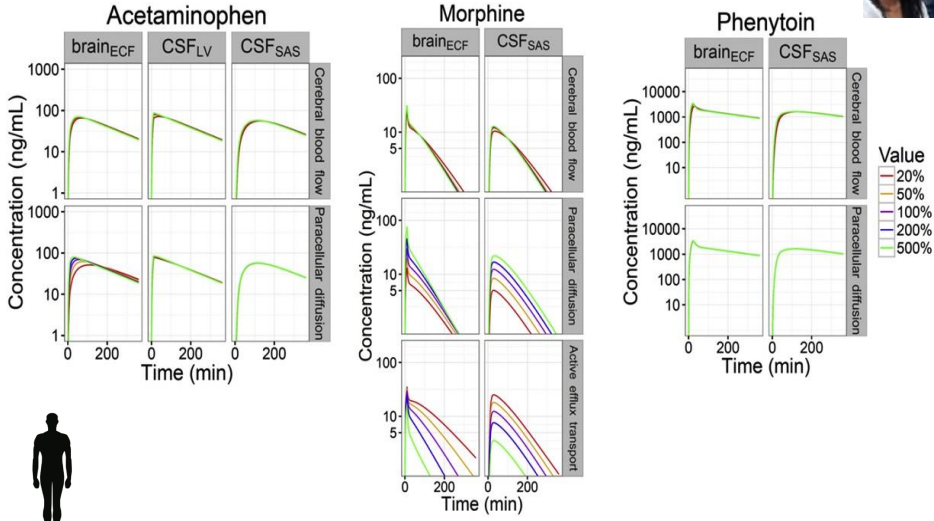 Acetaminophen
brainECF CSFLV CSFSAS
Concentration (ng/mL)
1000
100
10
1
Cerebral blood flow
1000
100
10
1
Paracellular diffusion
0 200 0 200 0 200
Time (min)
Morphine
brainECF CSFSAS
Concentration (ng/mL)
100
10
5
Cerebral blood flow
100
10
5
Paracellular diffusion
100
10
5
Active efflux transport
0 200 0 200
Time (min)
Phenytoin
brainECF CSFSAS
Concentration (ng/mL)
10000
1000
100
10
Cerebral blood flow
10000
1000
100
10
Paracellular diffusion
0 200 0 200
Time (min)
Value
20%
50%
100%
200%
500%